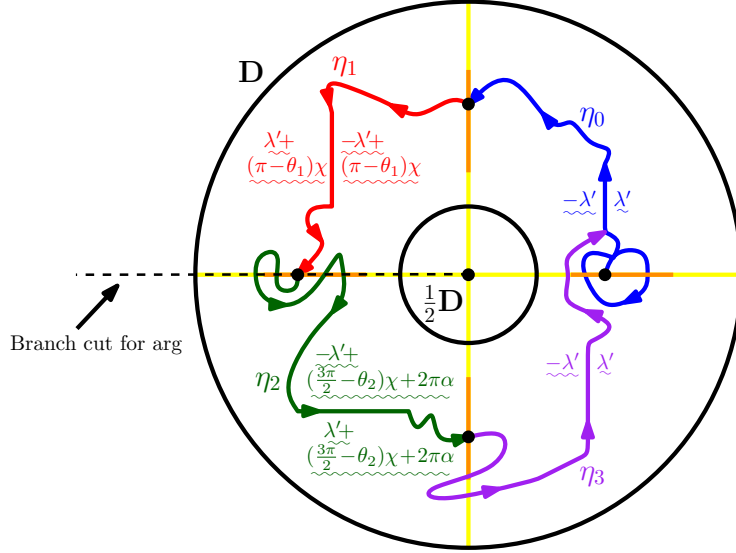 D
η₁
η₀
λ′+
(π−θ₁)χ
−λ′+
(π−θ₁)χ
−λ′
λ′
½D
Branch cut for arg
η₂
−λ′+
(3π/2−θ₂)χ+2πα
λ′+
(3π/2−θ₂)χ+2πα
−λ′
λ′
η₃